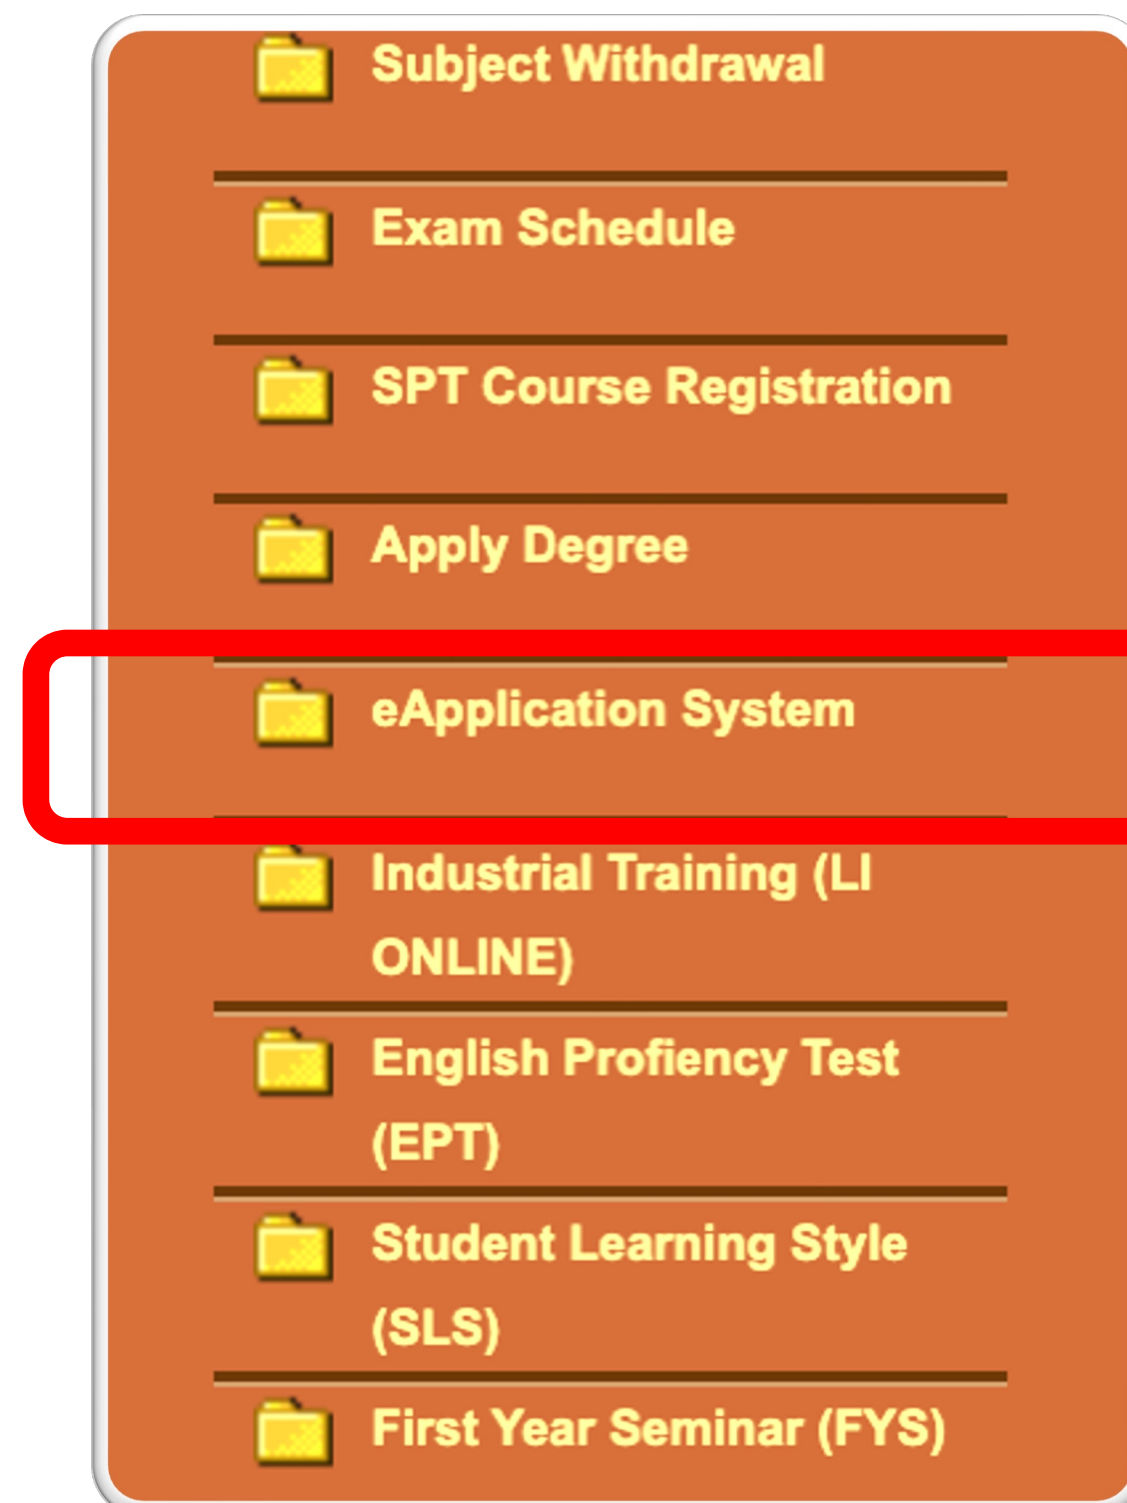 Subject Withdrawal
Exam Schedule
SPT Course Registration
Apply Degree
eApplication System
Industrial Training (LI
ONLINE)
English Profiency Test
(EPT)
Student Learning Style
(SLS)
First Year Seminar (FYS)